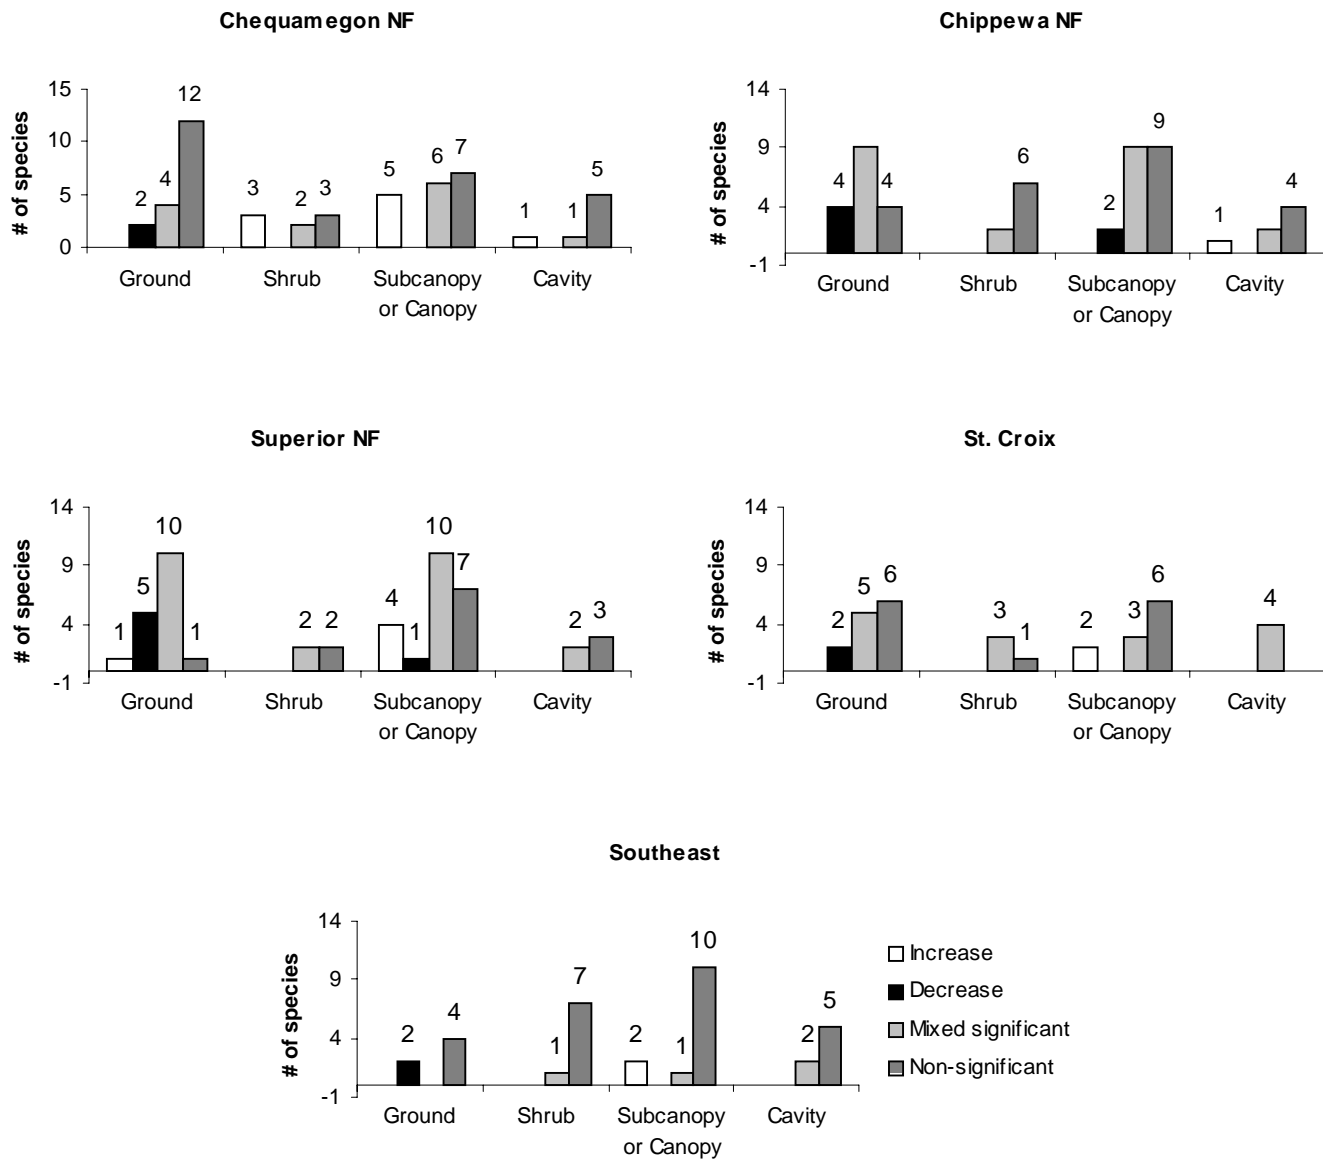 Chequamegon NF
# of species
15
10
5
0
2
4
12
3
2
3
5
6
7
1
1
5
Ground
Shrub
Subcanopy
or Canopy
Cavity
Chippewa NF
# of species
14
9
4
-1
4
4
6
2
9
1
4
Ground
Shrub
Subcanopy
or Canopy
Cavity
Superior NF
# of species
14
9
4
-1
1
5
10
1
2
2
4
1
10
7
2
3
Ground
Shrub
Subcanopy
or Canopy
Cavity
St. Croix
# of species
14
9
4
-1
2
5
6
3
1
2
3
6
4
Ground
Shrub
Subcanopy
or Canopy
Cavity
Southeast
# of species
14
9
4
-1
2
4
1
7
2
1
10
2
5
Ground
Shrub
Subcanopy
or Canopy
Cavity
Increase
Decrease
Mixed significant
Non-significant